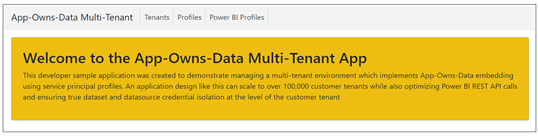 App-Owns-Data Multi-Tenant Tenants Profiles Power BI Profiles
Welcome to the App-Owns-Data Multi-Tenant App
This developer sample application was created to demonstrate managing a multi-tenant environment which implements App-Owns-Data embedding
using service principal profiles. An application design like this can scale to over 100,000 customer tenants while also optimizing Power BI REST API calls
and ensuring true dataset and datasource credential isolation at the level of the customer tenant